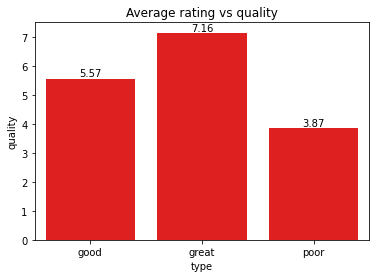 Average rating vs quality
7
6
5
4
3
2
1
0
quality
5.57
7.16
3.87
good
great
poor
type